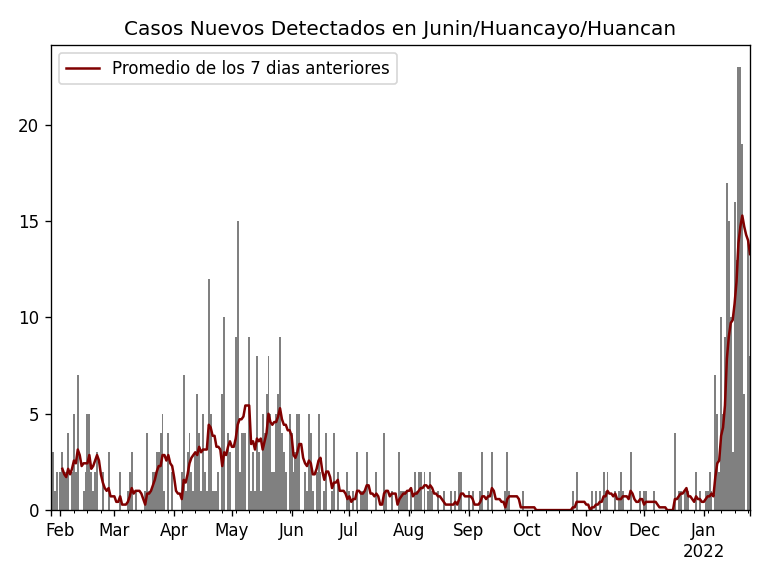 Casos Nuevos Detectados en Junin/Huancayo/Huancan
Promedio de los 7 dias anteriores
20
15
10
5
0
Feb Mar Apr May Jun Jul Aug Sep Oct Nov Dec Jan
2022